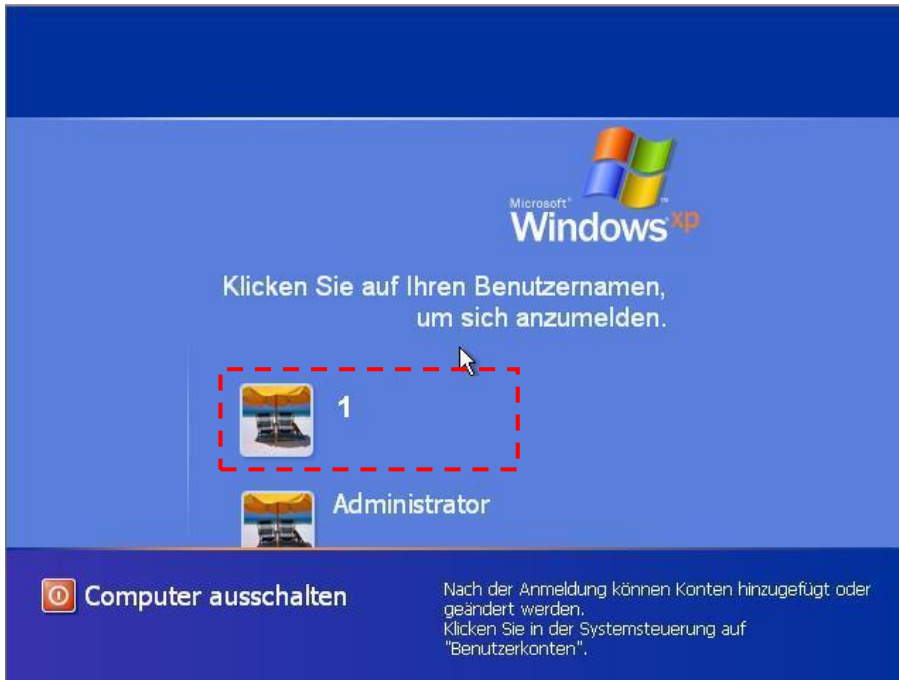 Microsoft®
Windows xp
Klicken Sie auf Ihren Benutzernamen,
um sich anzumelden.
1
Administrator
Computer ausschalten
Nach der Anmeldung können Konten hinzugefügt oder
geändert werden.
Klicken Sie in der Systemsteuerung auf
"Benutzerkonten".